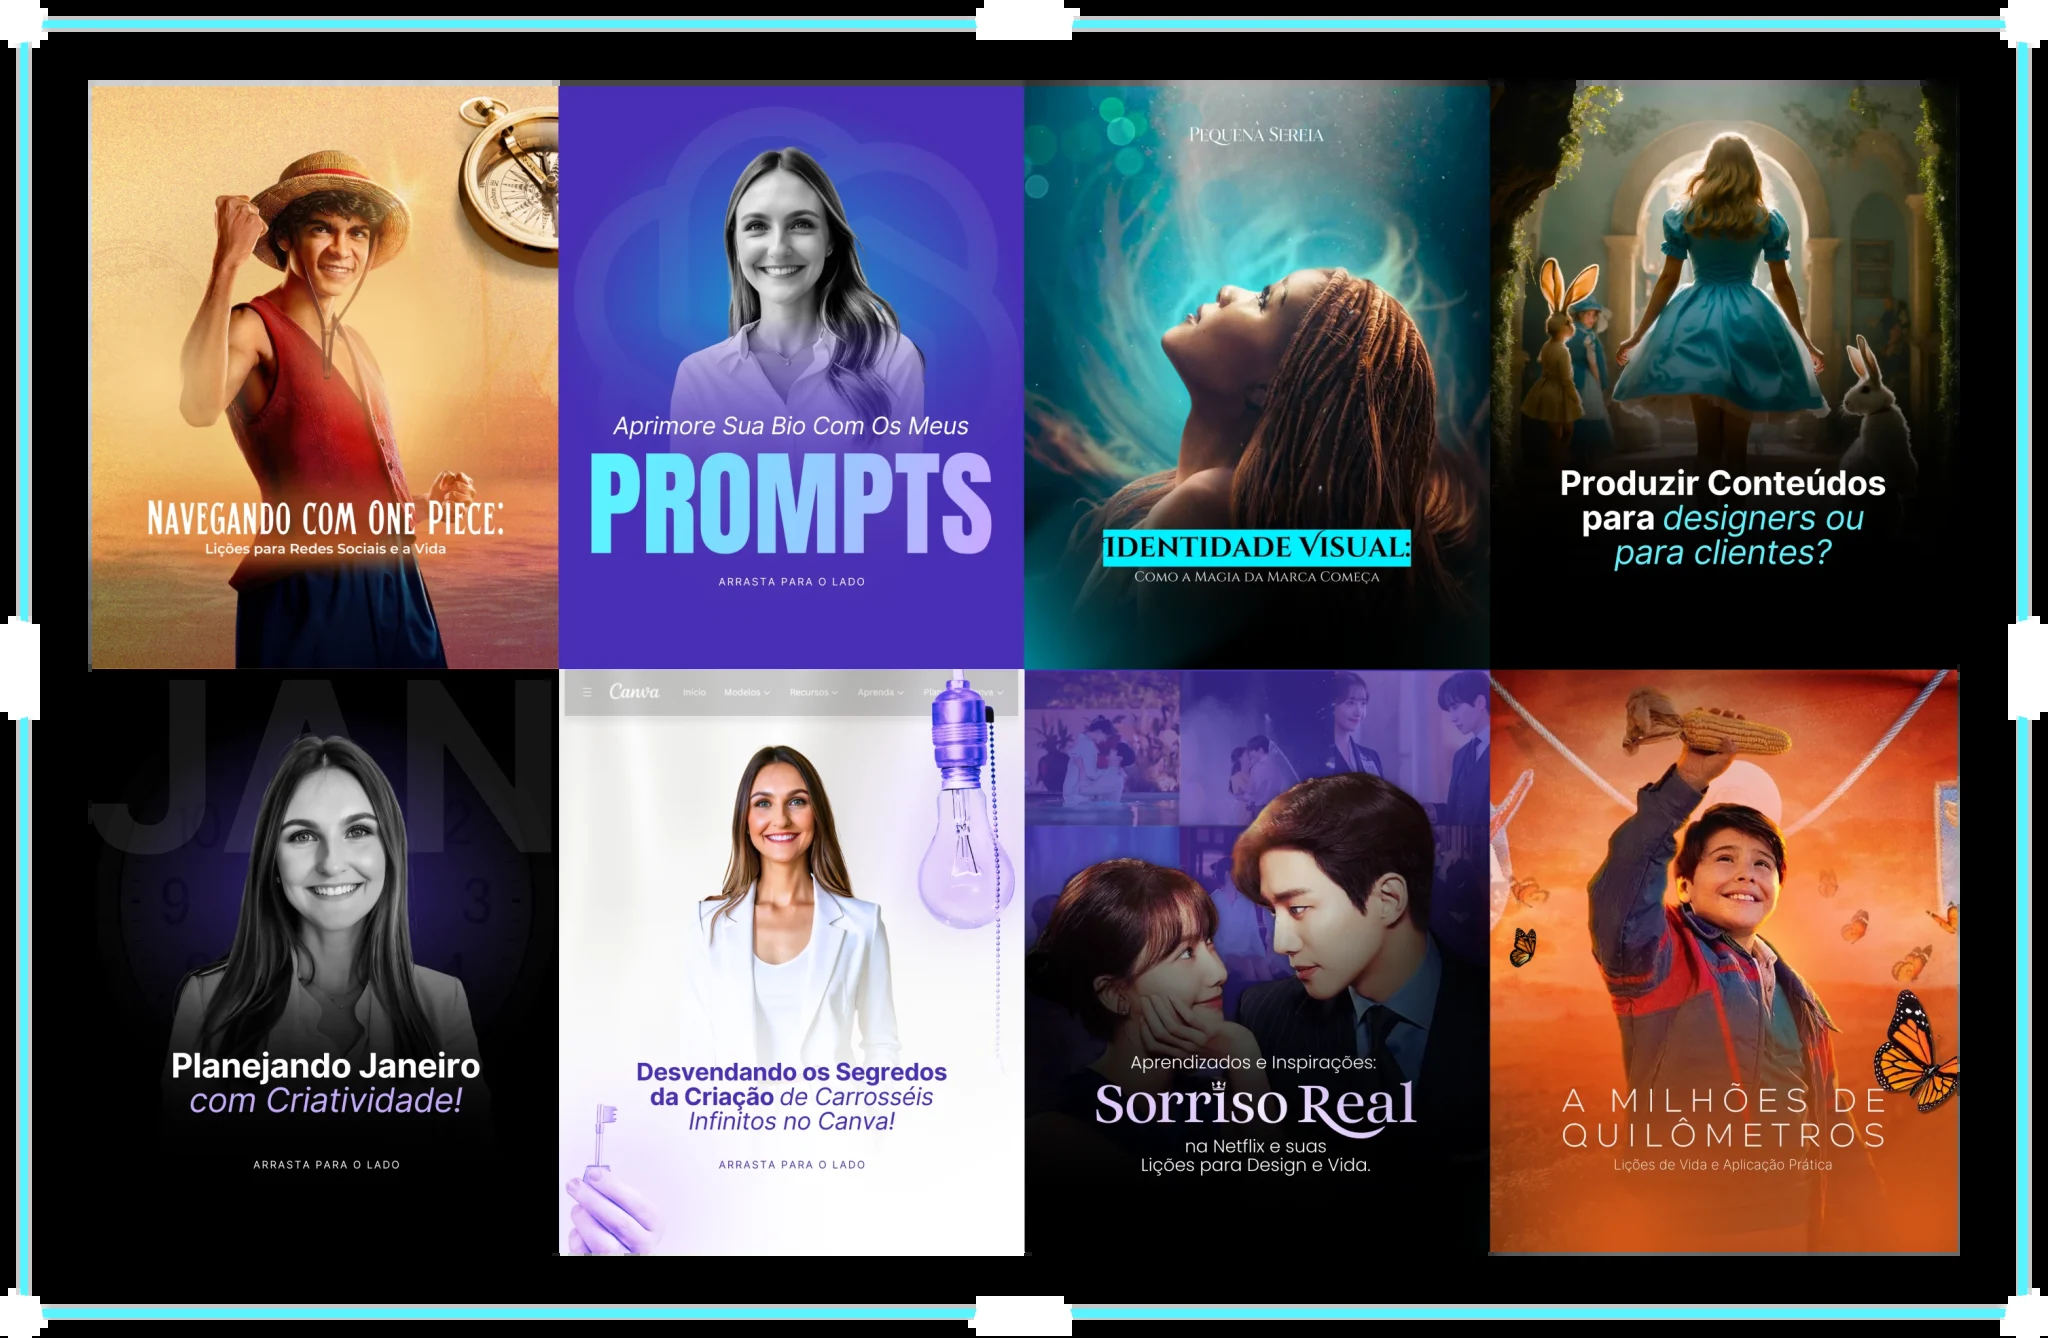 NAVEGANDO COM ONE PIECE:
Lições para Redes Sociais e a Vida
Aprimore Sua Bio Com Os Meus
PROMPTS
ARRASTA PARA O LADO
PEQUENA SEREIA
IDENTIDADE VISUAL:
COMO A MAGIA DA MARCA COMEÇA
Produzir Conteúdos
para designers ou
para clientes?
JAN
9
3
Planejando Janeiro
com Criatividade!
ARRASTA PARA O LADO
Canva Início Modelos Recursos Aprenda
Desvendando os Segredos
da Criação de Carrosséis
Infinitos no Canva!
ARRASTA PARA O LADO
Aprendizados e Inspirações:
Sorriso Real
na Netflix e suas
Lições para Design e Vida.
A MILHÕES DE
QUILÔMETROS
Lições de Vida e Aplicação Prática